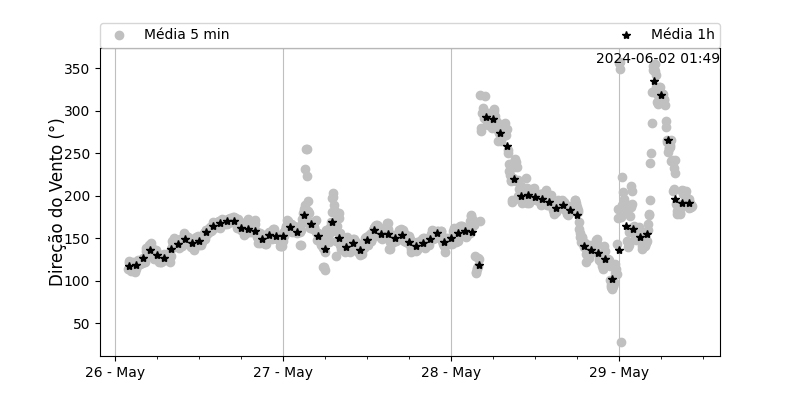 Média 5 min
Média 1h
2024-06-02 01:49
Direção do Vento (°)
350
300
250
200
150
100
50
26 - May
27 - May
28 - May
29 - May